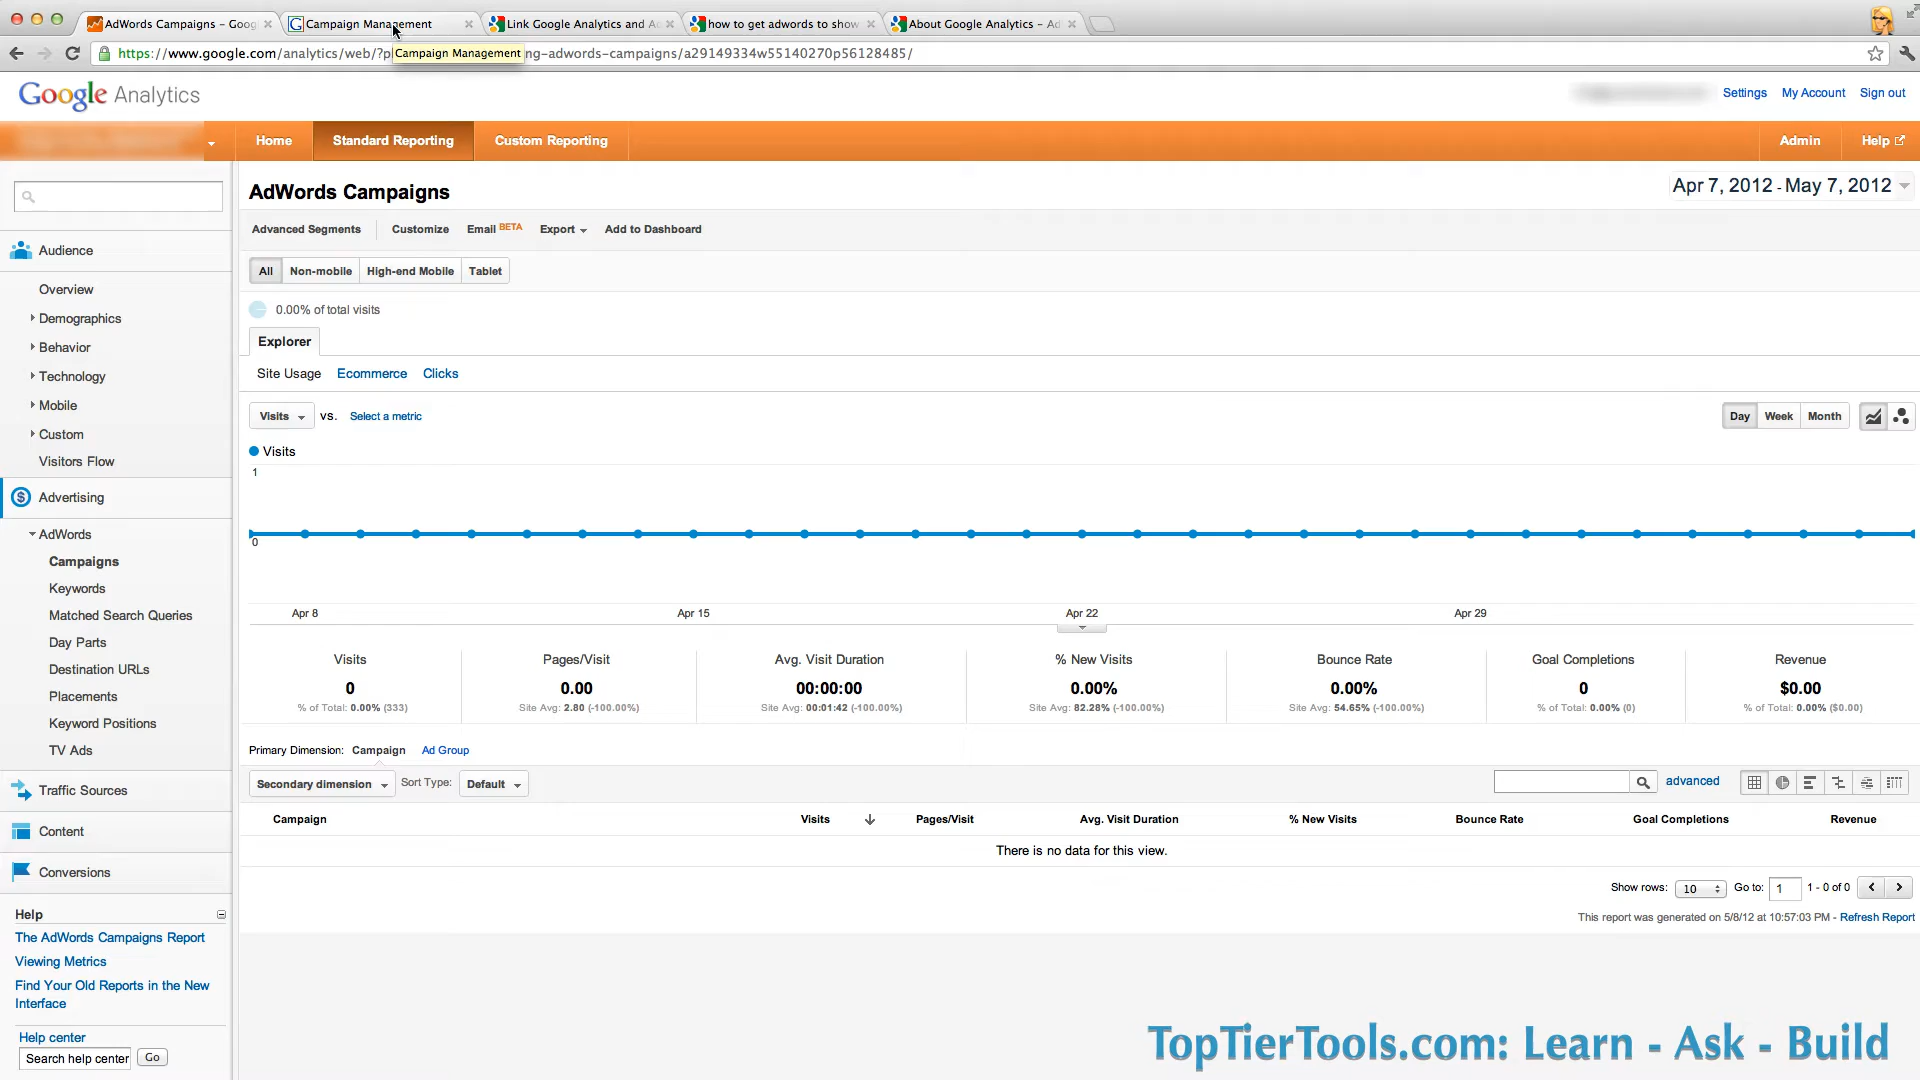 AdWords Campaigns – Goog
Campaign Management
Link Google Analytics and A
how to get adwords to show
About Google Analytics – Ad
https://www.google.com/analytics/web/?p
Campaign Management
ng-adwords-campaigns/a29149334w55140270p56128485/
Google Analytics
Settings
My Account
Sign out
Home
Standard Reporting
Custom Reporting
Admin
Help
AdWords Campaigns
Apr 7, 2012 - May 7, 2012
Advanced Segments
Customize
Email BETA
Export
Add to Dashboard
All
Non-mobile
High-end Mobile
Tablet
0.00% of total visits
Explorer
Site Usage
Ecommerce
Clicks
Visits
vs.
Select a metric
Day
Week
Month
Visits
1
0
Apr 8
Apr 15
Apr 22
Apr 29
Visits
0
% of Total: 0.00% (333)
Pages/Visit
0.00
Site Avg: 2.80 (-100.00%)
Avg. Visit Duration
00:00:00
Site Avg: 00:01:42 (-100.00%)
% New Visits
0.00%
Site Avg: 82.28% (-100.00%)
Bounce Rate
0.00%
Site Avg: 54.65% (-100.00%)
Goal Completions
0
% of Total: 0.00% (0)
Revenue
$0.00
% of Total: 0.00% ($0.00)
Primary Dimension:
Campaign
Ad Group
Secondary dimension
Sort Type:
Default
advanced
Campaign
Visits
Pages/Visit
Avg. Visit Duration
% New Visits
Bounce Rate
Goal Completions
Revenue
There is no data for this view.
Show rows:
10
Go to:
1
1 - 0 of 0
This report was generated on 5/8/12 at 10:57:03 PM - Refresh Report
Audience
Overview
Demographics
Behavior
Technology
Mobile
Custom
Visitors Flow
Advertising
AdWords
Campaigns
Keywords
Matched Search Queries
Day Parts
Destination URLs
Placements
Keyword Positions
TV Ads
Traffic Sources
Content
Conversions
Help
The AdWords Campaigns Report
Viewing Metrics
Find Your Old Reports in the New
Interface
Help center
Search help center
Go
TopTierTools.com: Learn - Ask - Build